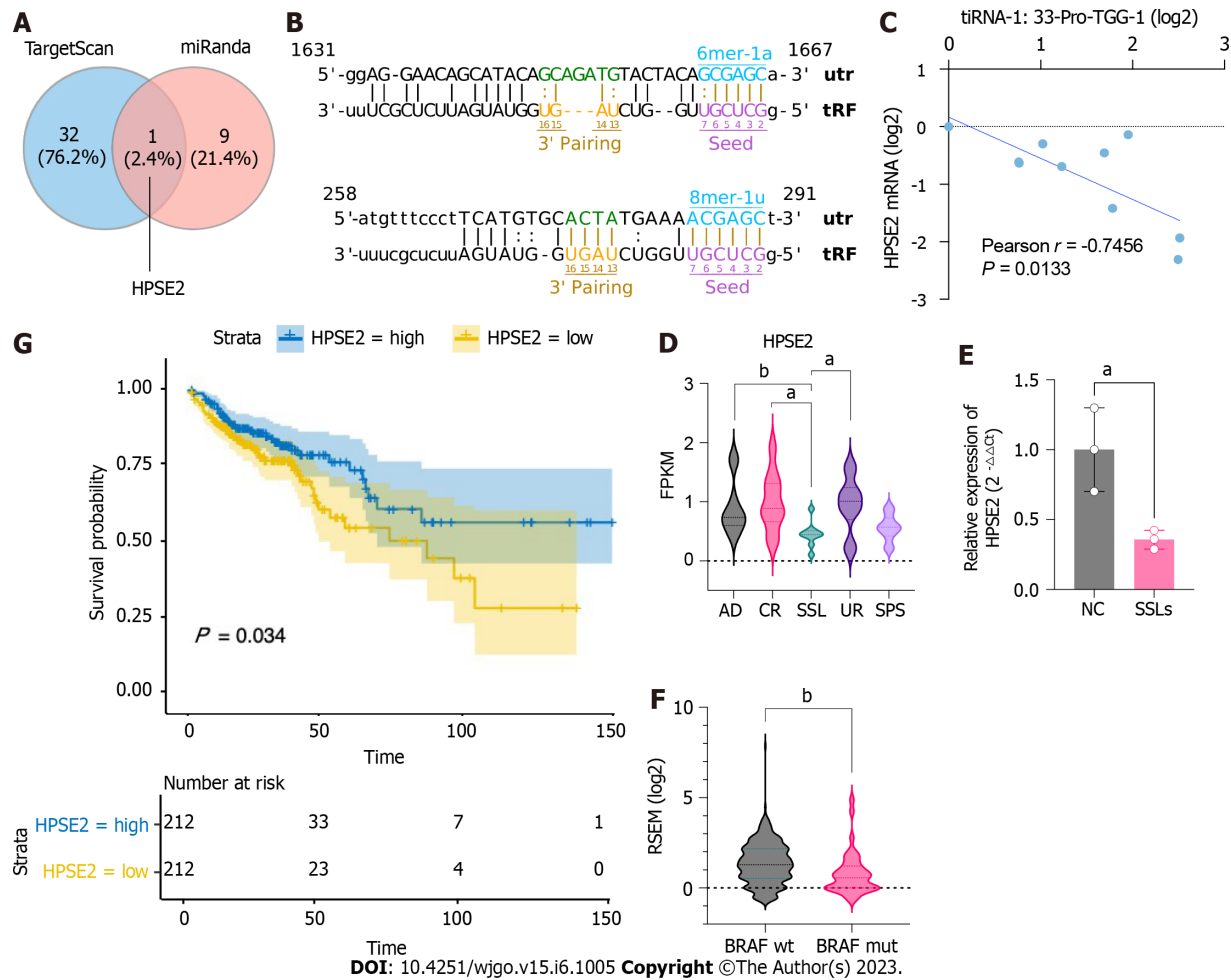 A
TargetScan
miRanda
32
(76.2%)
1
(2.4%)
9
(21.4%)
HPSE2
B
1631
6mer-1a
1667
5'-ggAG-GAACAGCATACAGCAGATGTACTACAGCGAGCa-3' utr
3'-uuUCGCUCUUAGUAUGGUG---AUCUG--GUUGCUCGg-5' tRF
16 15 14 13 7 6 5 4 3 2
3' Pairing Seed
258
8mer-1u
291
5'-atgtttccctTCATGTGCACTATGAAAACGAGCt-3' utr
3'-uuucgcucuuAGUAUG-GUGAUCUGGUUGCUCGg-5' tRF
16 15 14 13 7 6 5 4 3 2
3' Pairing Seed
C
tiRNA-1: 33-Pro-TGG-1 (log2)
0 1 2 3
1
0
-1
-2
-3
HPSE2 mRNA (log2)
Pearson r = -0.7456
P = 0.0133
G
Strata HPSE2 = high HPSE2 = low
1.00
0.75
0.50
0.25
0.00
Survival probability
P = 0.034
0 50 100 150
Time
Number at risk
Strata
HPSE2 = high 212 33 7 1
HPSE2 = low 212 23 4 0
0 50 100 150
Time
D
HPSE2
b
a
a
3
2
1
0
FPKM
AD CR SSL UR SPS
E
a
1.5
1.0
0.5
0.0
Relative expression of
HPSE2 (2 -△△Ct)
NC SSLs
F
b
10
5
0
RSEM (log2)
BRAF wt BRAF mut
DOI: 10.4251/wjgo.v15.i6.1005 Copyright ©The Author(s) 2023.